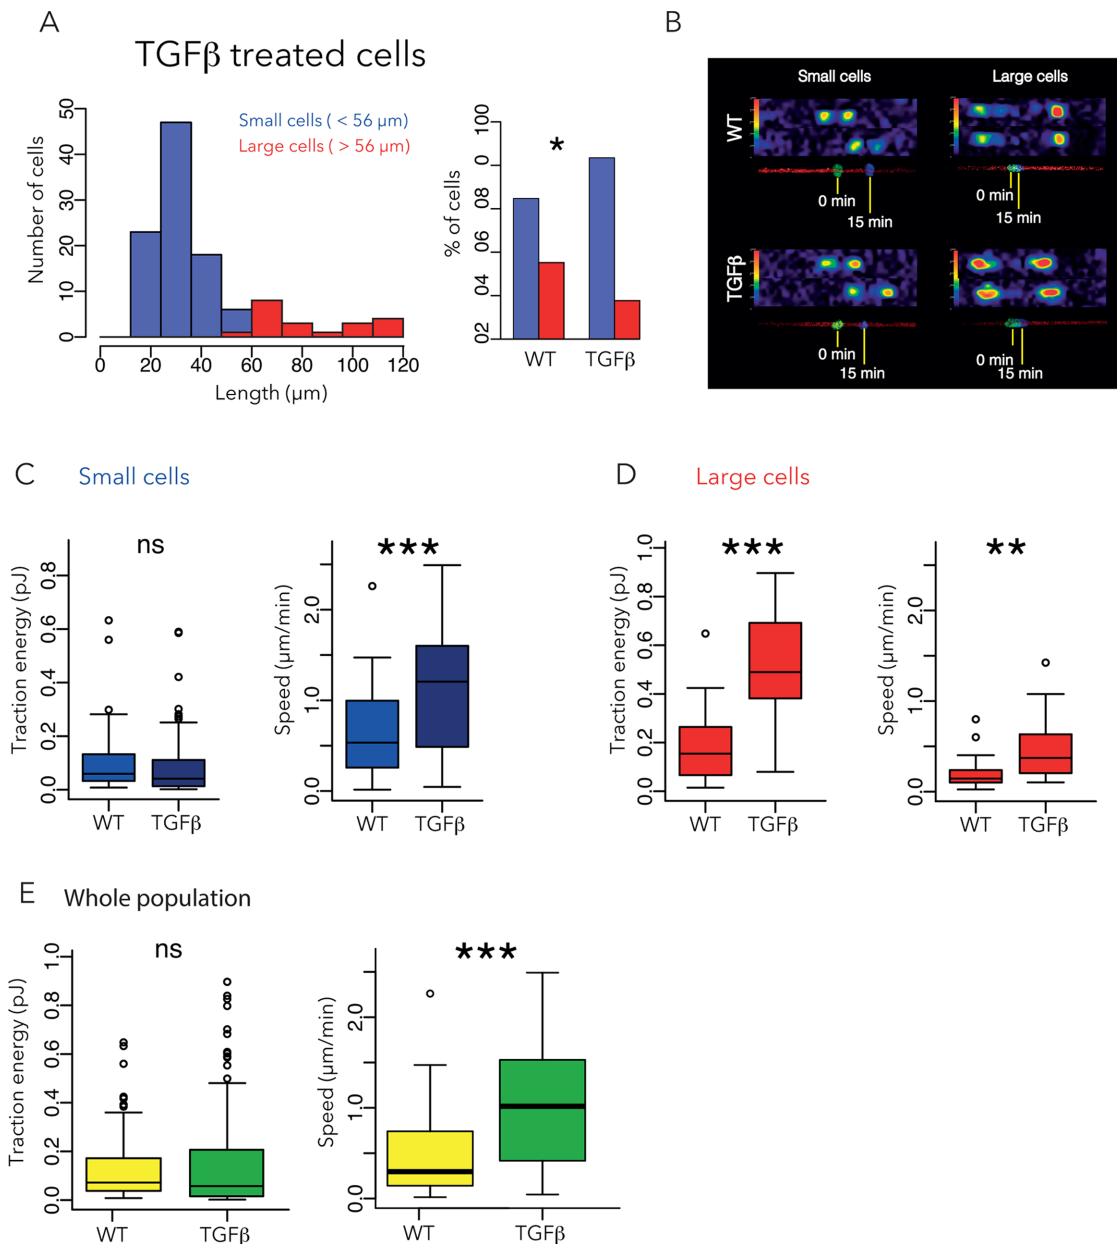 A
TGFβ treated cells
Number of cells
0
10
20
30
40
50
0
20
40
60
80
100
120
Length (µm)
Small cells ( < 56 µm)
Large cells ( > 56 µm)
% of cells
02
04
06
08
0
100
*
WT
TGFβ
B
Small cells
Large cells
WT
0 min
15 min
0 min
15 min
TGFβ
0 min
15 min
0 min
15 min
C
Small cells
ns
Traction energy (pJ)
0.0
0.2
0.4
0.6
0.8
WT
TGFβ
***
Speed (µm/min)
0.0
1.0
2.0
WT
TGFβ
D
Large cells
***
Traction energy (pJ)
0.0
0.2
0.4
0.6
0.8
1.0
WT
TGFβ
**
Speed (µm/min)
0.0
1.0
2.0
WT
TGFβ
E
Whole population
ns
Traction energy (pJ)
0.0
0.2
0.4
0.6
0.8
1.0
WT
TGFβ
***
Speed (µm/min)
0.0
1.0
2.0
WT
TGFβ